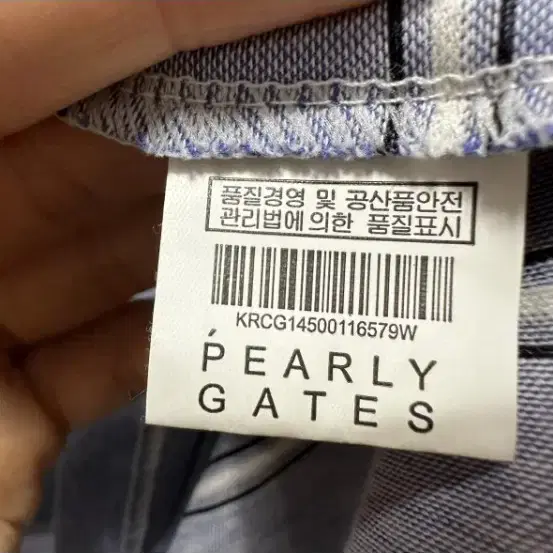 품질경영 및 공산품안전
관리법에 의한 품질표시
KRCG14500116579W
PEARLY
GATES